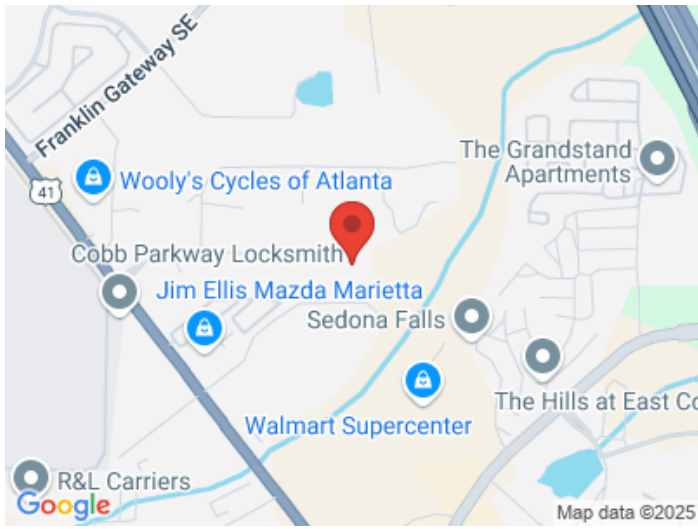 Franklin Gateway SE
41
Wooly's Cycles of Atlanta
The Grandstand
Apartments
Cobb Parkway Locksmith
Jim Ellis Mazda Marietta
Sedona Falls
The Hills at East Co
Walmart Supercenter
R&L Carriers
Google
Map data ©2025